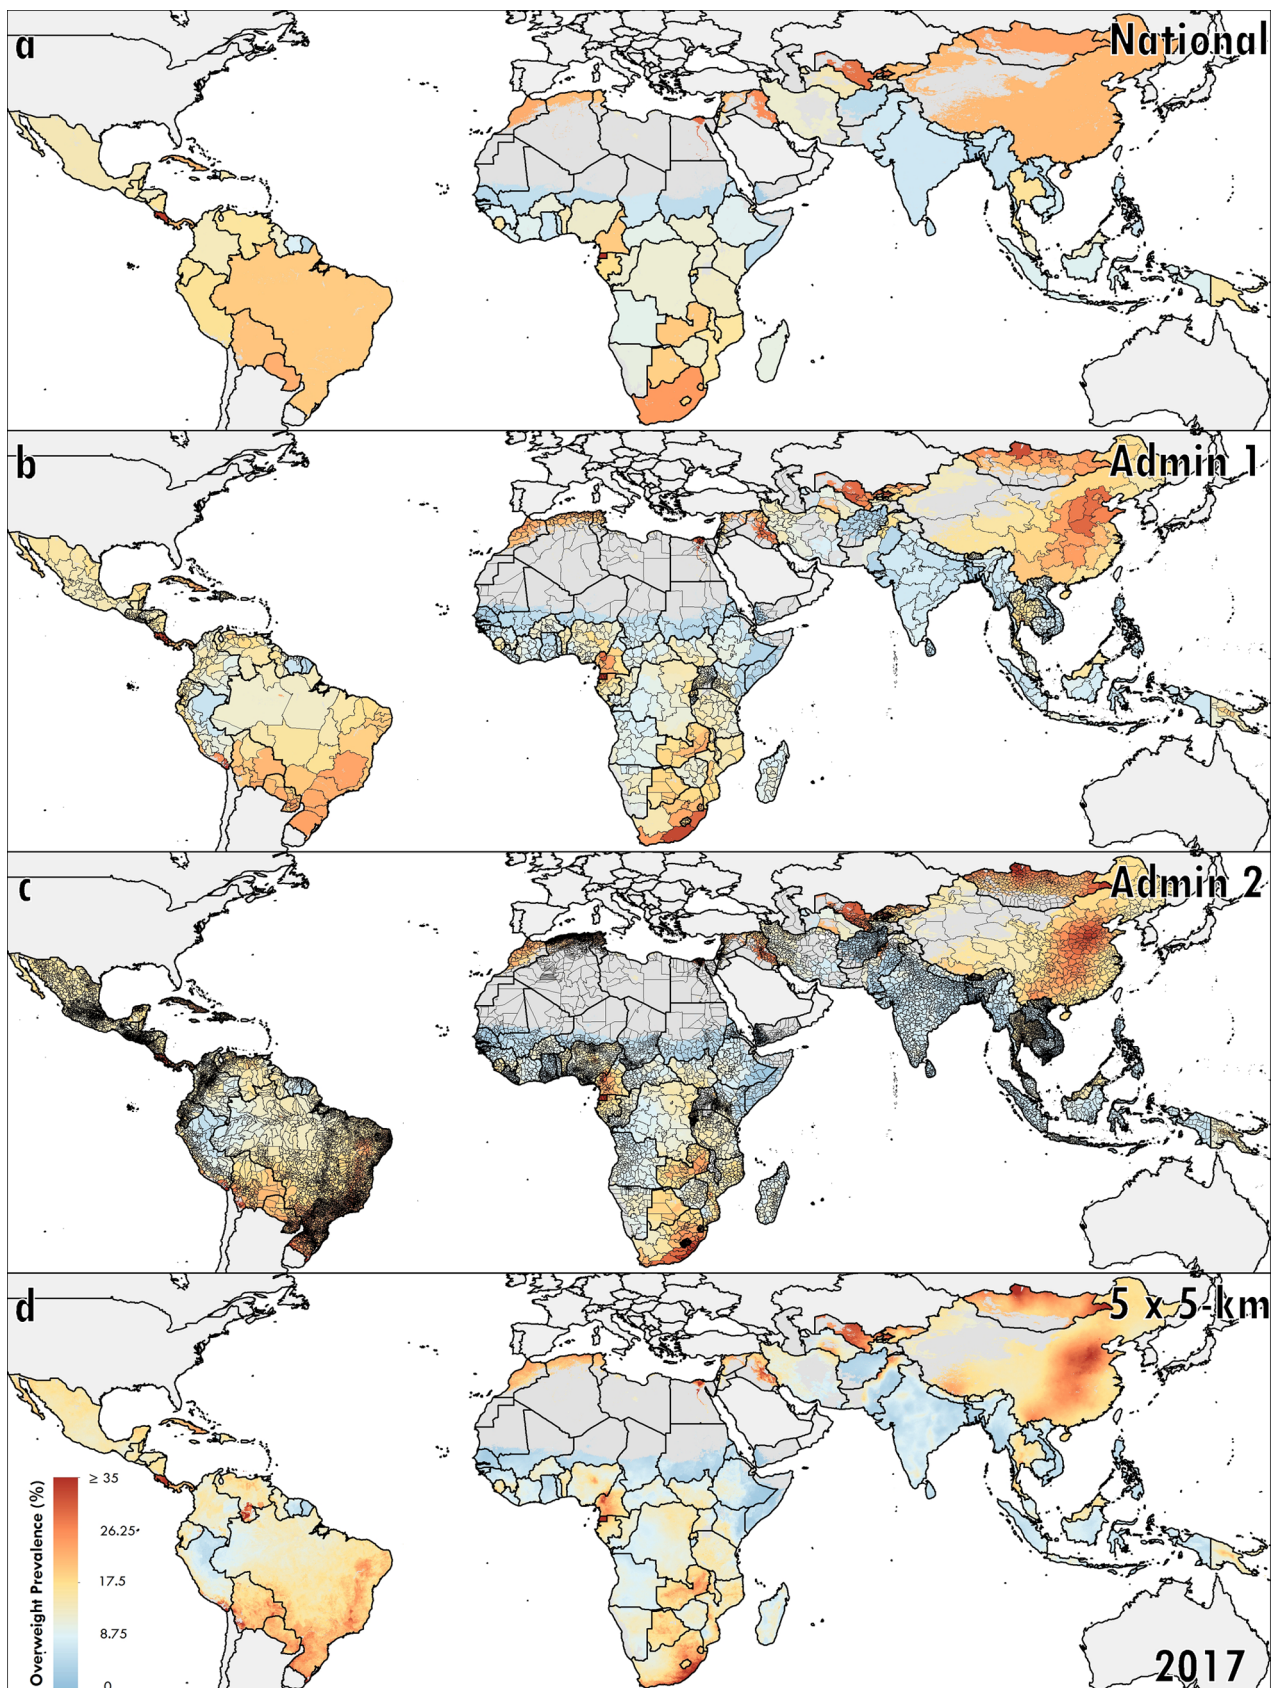 a
National
b
Admin 1
c
Admin 2
d
5 x 5-km
Overweight Prevalence (%)
≥ 35
26.25
17.5
8.75
0
2017